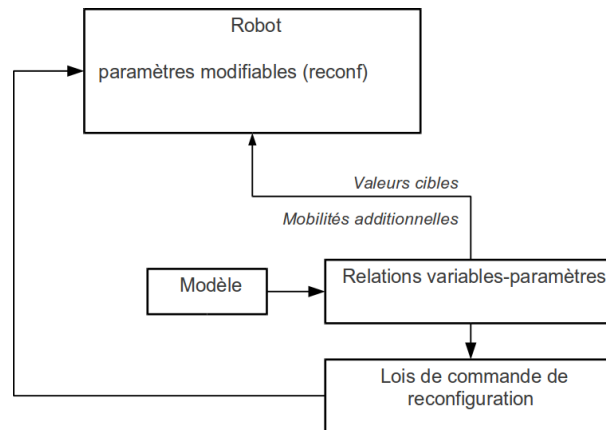 Robot
paramètres modifiables (reconf)
Valeurs cibles
Mobilités additionnelles
Modèle
Relations variables-paramètres
Lois de commande de
reconfiguration